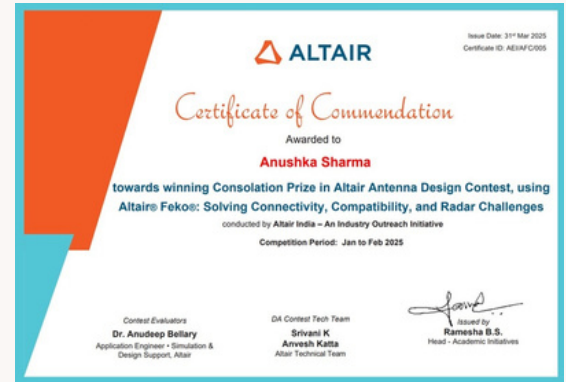 Issue Date: 31st Mar 2025
Certificate ID: AEI/AFC/005
ALTAIR
Certificate of Commendation
Awarded to
Anushka Sharma
towards winning Consolation Prize in Altair Antenna Design Contest, using
Altair® Feko®: Solving Connectivity, Compatibility, and Radar Challenges
conducted by Altair India – An Industry Outreach Initiative
Competition Period: Jan to Feb 2025
Contest Evaluators
Dr. Anudeep Bellary
Application Engineer • Simulation &
Design Support, Altair
DA Contest Tech Team
Srivani K
Anvesh Katta
Altair Technical Team
Issued by
Ramesha B.S.
Head - Academic Initiatives